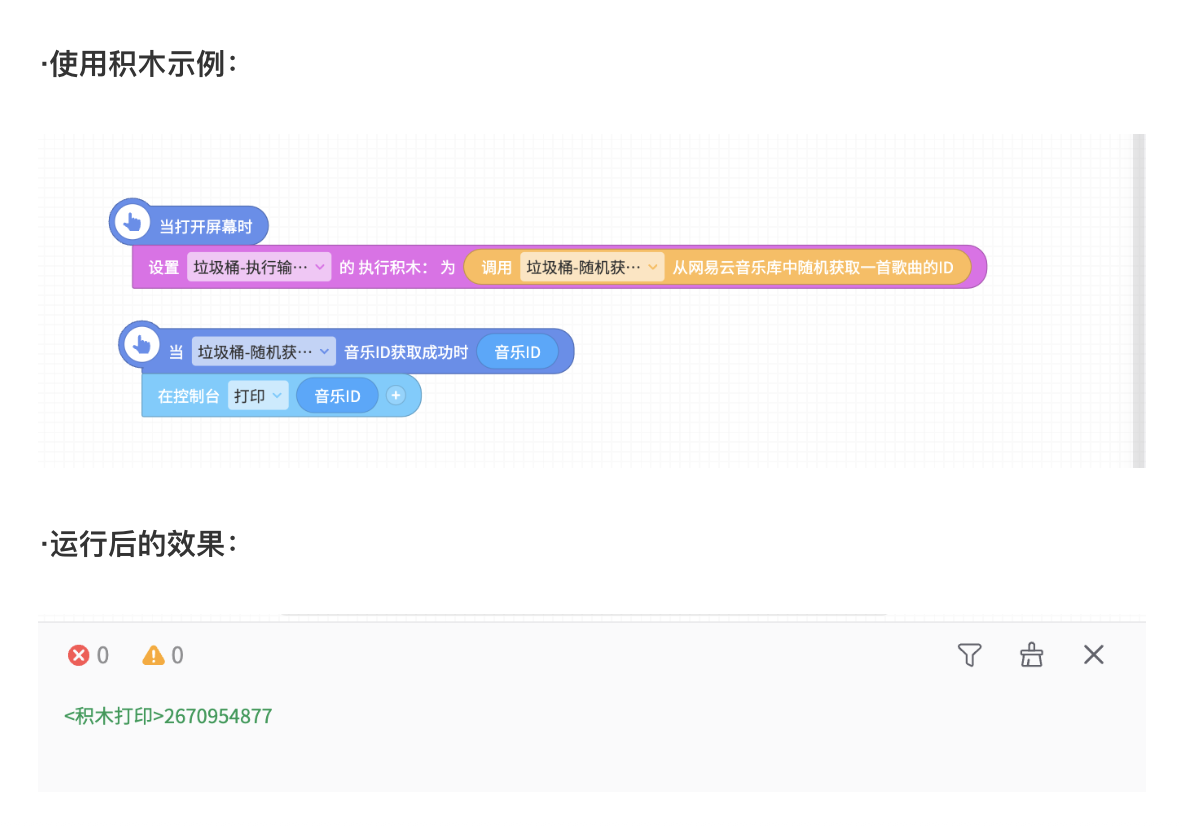 ·使用积木示例：
当打开屏幕时
设置 垃圾桶-执行输… 的 执行积木： 为 调用 垃圾桶-随机获… 从网易云音乐库中随机获取一首歌曲的ID
当 垃圾桶-随机获… 音乐ID获取成功时 音乐ID
在控制台 打印 音乐ID +
·运行后的效果：
0 0
<积木打印>2670954877